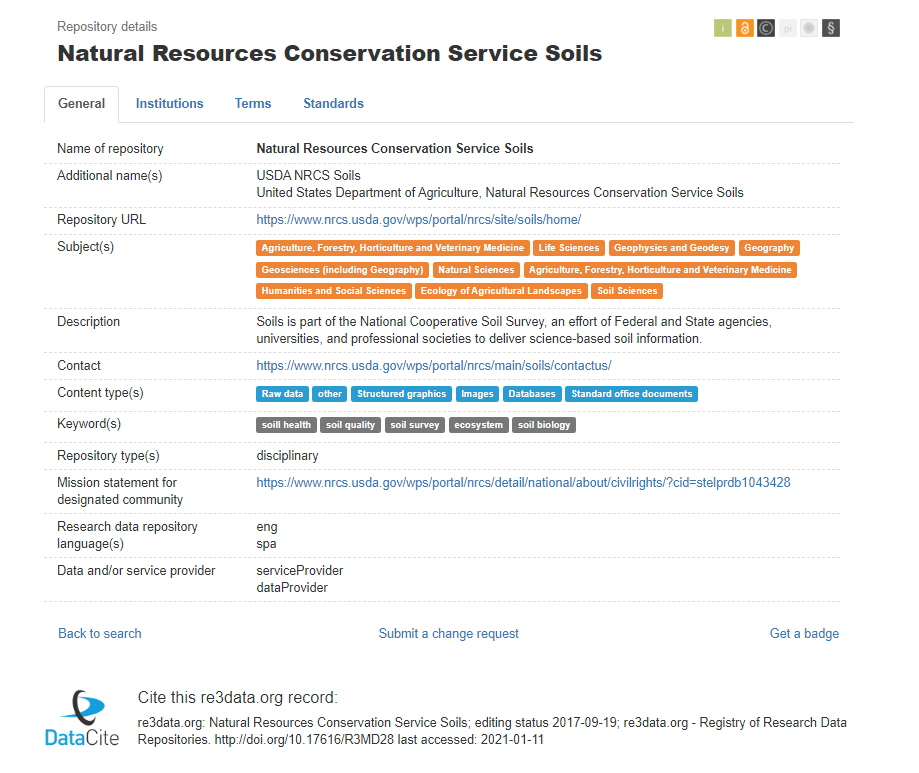 Repository details
Natural Resources Conservation Service Soils
i © pi §
General Institutions Terms Standards
Name of repository Natural Resources Conservation Service Soils
Additional name(s) USDA NRCS Soils
United States Department of Agriculture, Natural Resources Conservation Service Soils
Repository URL https://www.nrcs.usda.gov/wps/portal/nrcs/site/soils/home/
Subject(s) Agriculture, Forestry, Horticulture and Veterinary Medicine Life Sciences Geophysics and Geodesy Geography
Geosciences (including Geography) Natural Sciences Agriculture, Forestry, Horticulture and Veterinary Medicine
Humanities and Social Sciences Ecology of Agricultural Landscapes Soil Sciences
Description Soils is part of the National Cooperative Soil Survey, an effort of Federal and State agencies,
universities, and professional societies to deliver science-based soil information.
Contact https://www.nrcs.usda.gov/wps/portal/nrcs/main/soils/contactus/
Content type(s) Raw data other Structured graphics Images Databases Standard office documents
Keyword(s) soill health soil quality soil survey ecosystem soil biology
Repository type(s) disciplinary
Mission statement for https://www.nrcs.usda.gov/wps/portal/nrcs/detail/national/about/civilrights/?cid=stelprdb1043428
designated community
Research data repository eng
language(s) spa
Data and/or service provider serviceProvider
dataProvider
Back to search Submit a change request Get a badge
Cite this re3data.org record:
re3data.org: Natural Resources Conservation Service Soils; editing status 2017-09-19; re3data.org - Registry of Research Data
Repositories. http://doi.org/10.17616/R3MD28 last accessed: 2021-01-11
DataCite